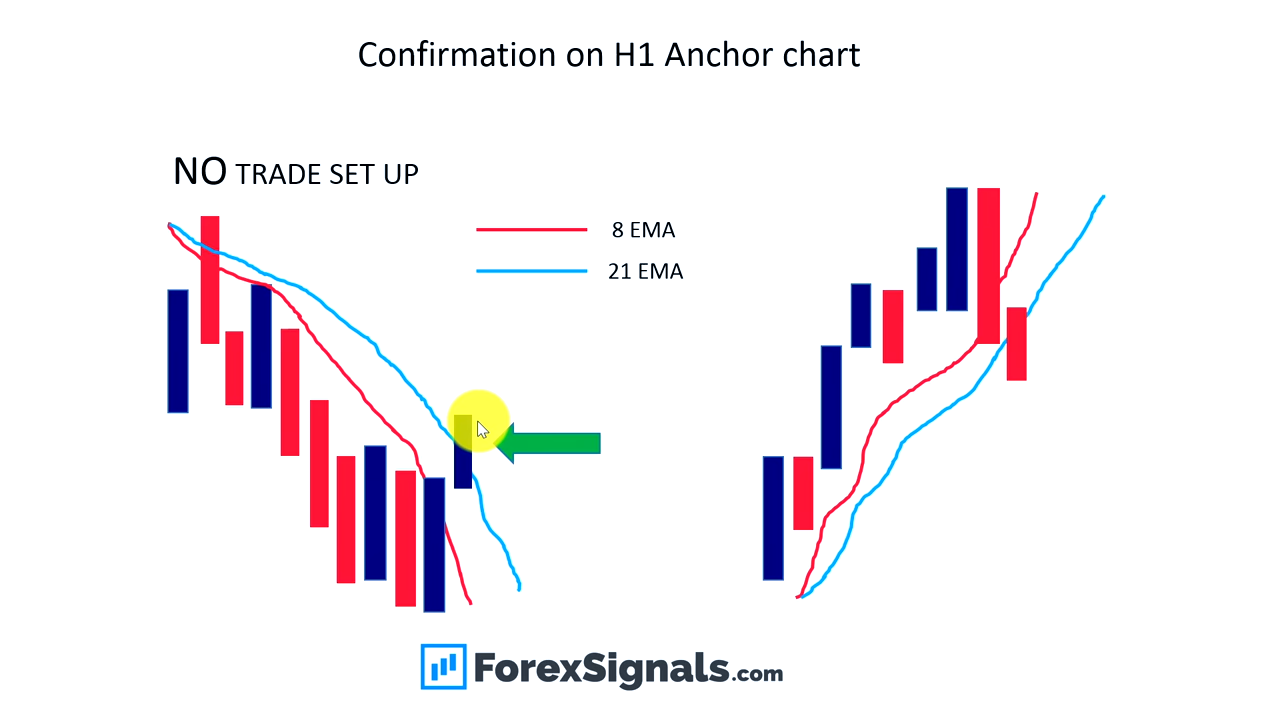 Confirmation on H1 Anchor chart
NO TRADE SET UP
8 EMA
21 EMA
ForexSignals.com